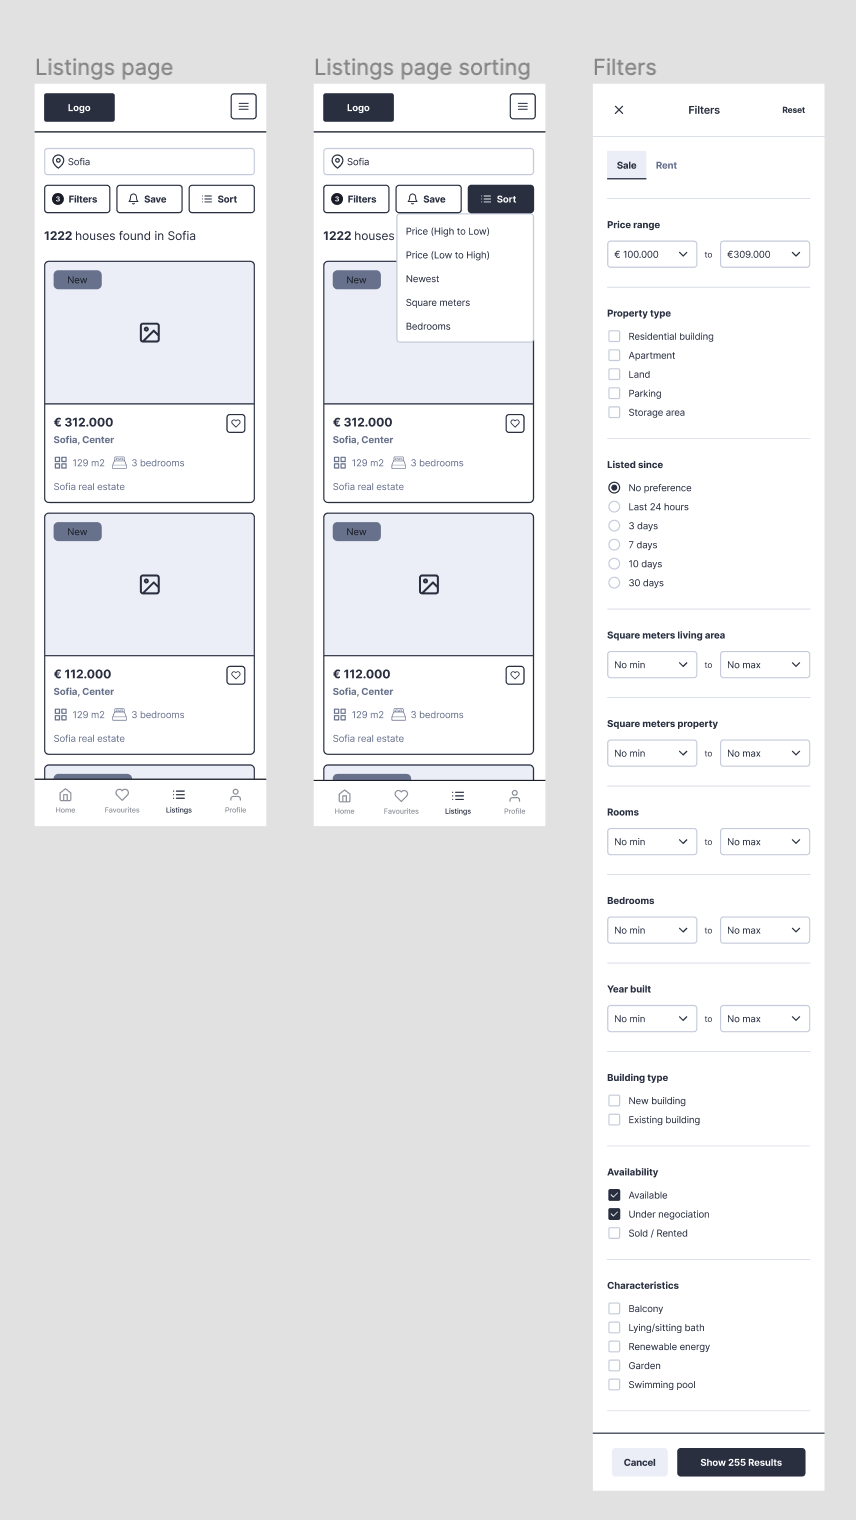 Listings page
Logo
Sofia
3 Filters
Save
Sort
1222 houses found in Sofia
New
€ 312.000
Sofia, Center
129 m2 3 bedrooms
Sofia real estate
New
€ 112.000
Sofia, Center
129 m2 3 bedrooms
Sofia real estate
Home Favourites Listings Profile
Listings page sorting
Logo
Sofia
3 Filters
Save
Sort
1222 houses
Price (High to Low)
Price (Low to High)
Newest
Square meters
Bedrooms
New
€ 312.000
Sofia, Center
129 m2 3 bedrooms
Sofia real estate
New
€ 112.000
Sofia, Center
129 m2 3 bedrooms
Sofia real estate
Home Favourites Listings Profile
Filters
Filters Reset
Sale Rent
Price range
€ 100.000 to €309.000
Property type
Residential building
Apartment
Land
Parking
Storage area
Listed since
No preference
Last 24 hours
3 days
7 days
10 days
30 days
Square meters living area
No min to No max
Square meters property
No min to No max
Rooms
No min to No max
Bedrooms
No min to No max
Year built
No min to No max
Building type
New building
Existing building
Availability
Available
Under negociation
Sold / Rented
Characteristics
Balcony
Lying/sitting bath
Renewable energy
Garden
Swimming pool
Cancel Show 255 Results